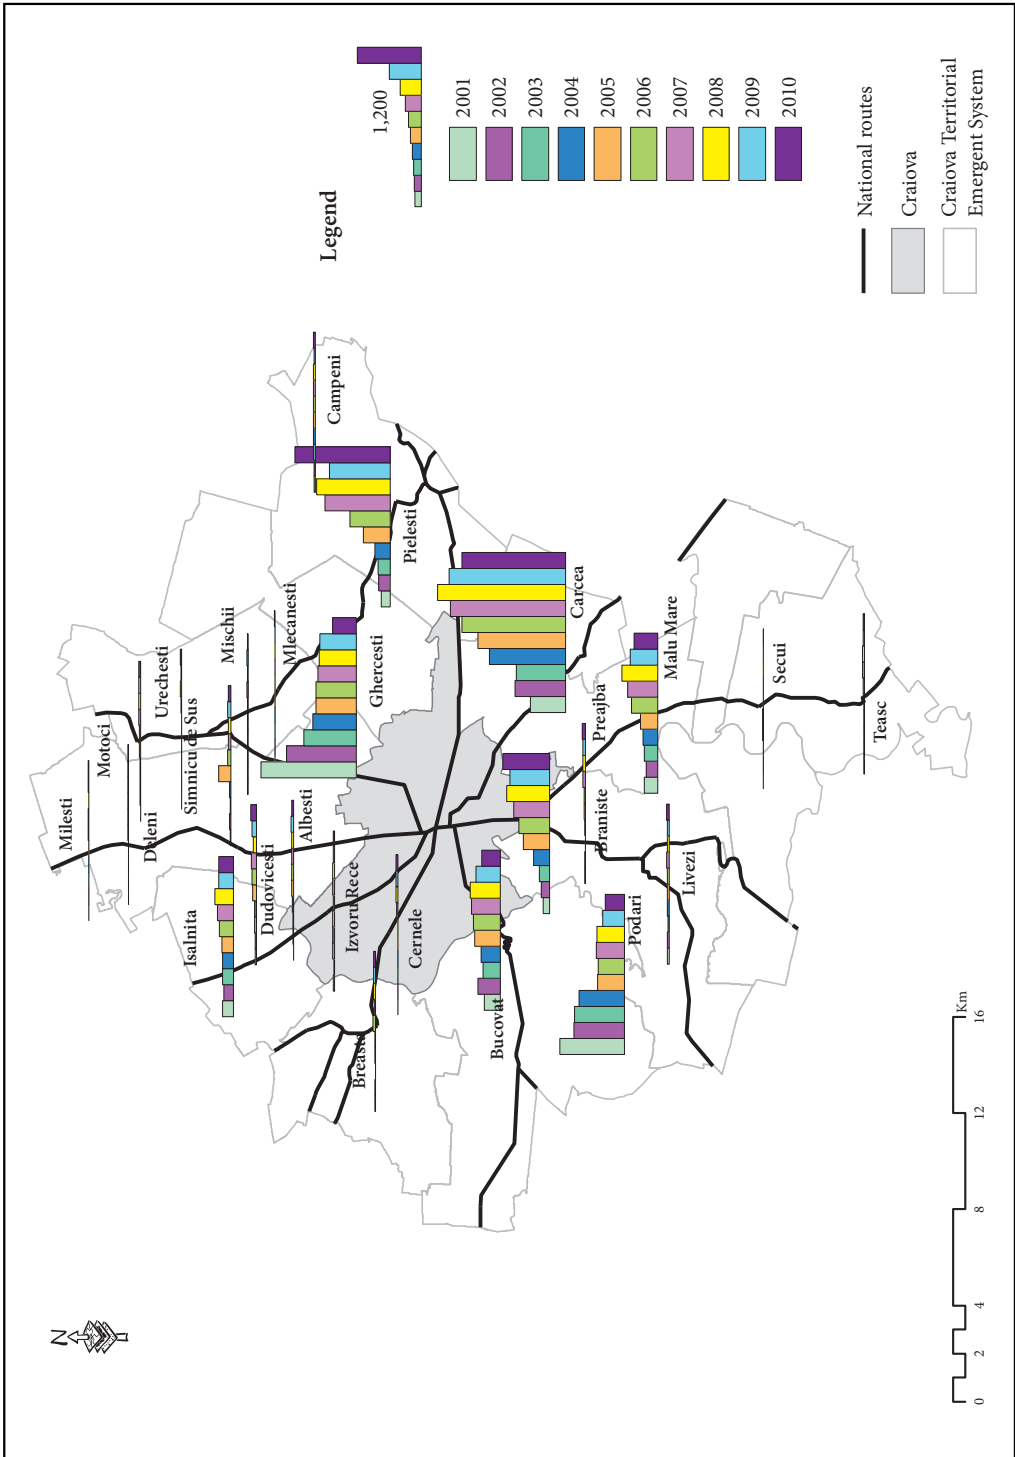 Legend
1,200
2001
2002
2003
2004
2005
2006
2007
2008
2009
2010
National routes
Craiova
Craiova Territorial
Emergent System
N
Milesti
Motoci
Deleni
Urechesti
Simnicu de Sus
Mischii
Mlecanesti
Isalnita
Dudovicesti
Albesti
Izvoru Rece
Cernele
Breasta
Ghercesti
Campeni
Pielesti
Carcea
Bucovat
Preajba
Braniste
Podari
Malu Mare
Livezi
Secui
Teasc
0
2
4
8
12
16
Km